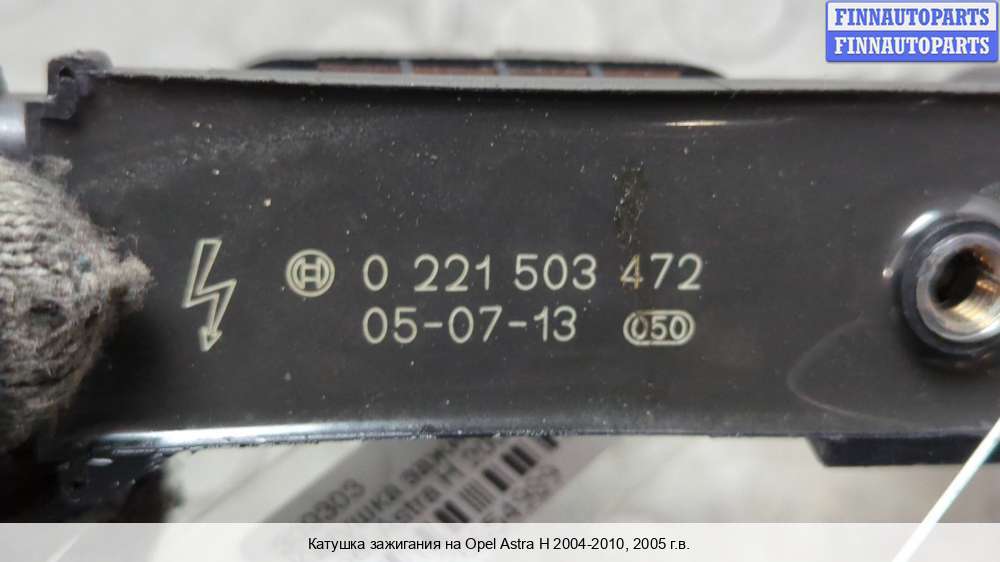 FINNAUTOPARTS
FINNAUTOPARTS
0 221 503 472
05-07-13 050
Катушка зажигания на Opel Astra H 2004-2010, 2005 г.в.